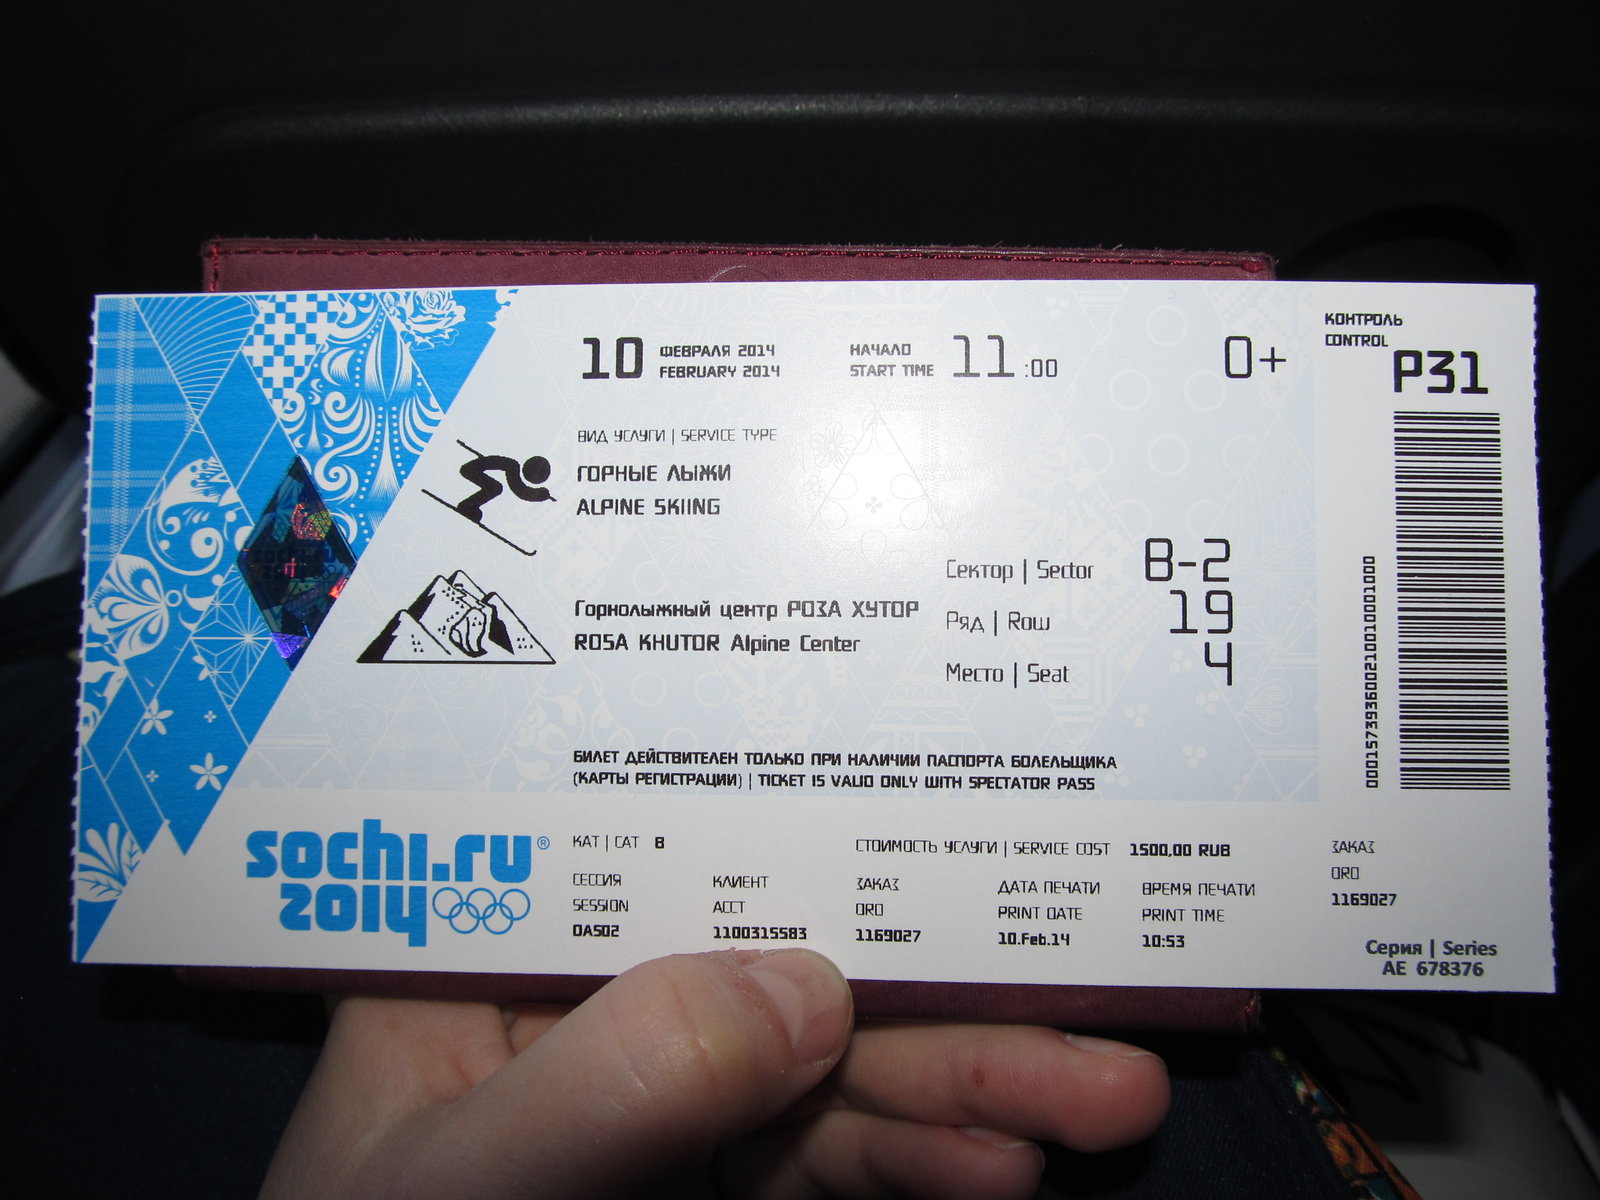 10 ФЕВРАЛЯ 2014
FEBRUARY 2014
НАЧАЛО
START TIME 11:00
0+
КОНТРОЛЬ
CONTROL
P31
ВИД УСЛУГИ | SERVICE TYPE
ГОРНЫЕ ЛЫЖИ
ALPINE SKIING
Сектор | Sector B-2
Ряд | Row 19
Место | Seat 4
Горнолыжный центр РОЗА ХУТОР
ROSA KHUTOR Alpine Center
БИЛЕТ ДЕЙСТВИТЕЛЕН ТОЛЬКО ПРИ НАЛИЧИИ ПАСПОРТА БОЛЕЛЬЩИКА
(КАРТЫ РЕГИСТРАЦИИ) | TICKET IS VALID ONLY WITH SPECTATOR PASS
sochi.ru®
2014
КАТ | CAT B
СТОИМОСТЬ УСЛУГИ | SERVICE COST 1500,00 RUB
СЕССИЯ
SESSION
OAS02
КЛИЕНТ
ACCT
1100315583
ЗАКАЗ
ORD
1169027
ДАТА ПЕЧАТИ
PRINT DATE
10.Feb.14
ВРЕМЯ ПЕЧАТИ
PRINT TIME
10:53
ЗАКАЗ
ORD
1169027
Серия | Series
AE 678376